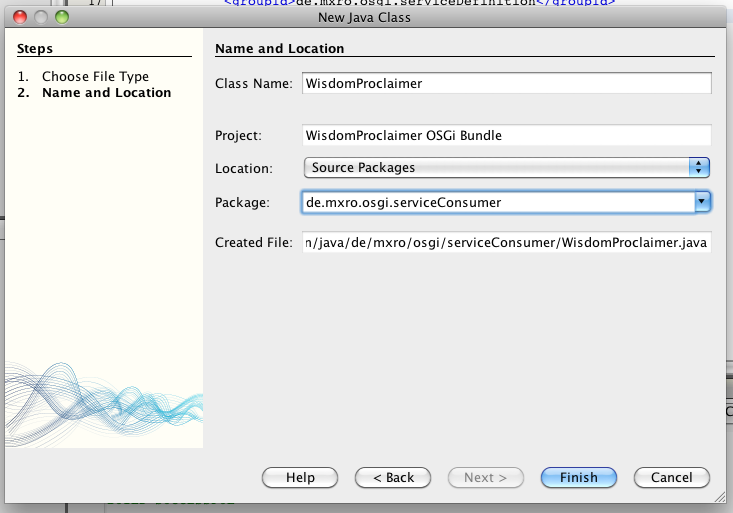 <groupId>de.mxro.osgi.serviceDefinition</groupId>
New Java Class
Steps
1. Choose File Type
2. Name and Location
Name and Location
Class Name: WisdomProclaimer
Project: WisdomProclaimer OSGi Bundle
Location: Source Packages
Package: de.mxro.osgi.serviceConsumer
Created File: n/java/de/mxro/osgi/serviceConsumer/WisdomProclaimer.java
Help < Back Next > Finish Cancel